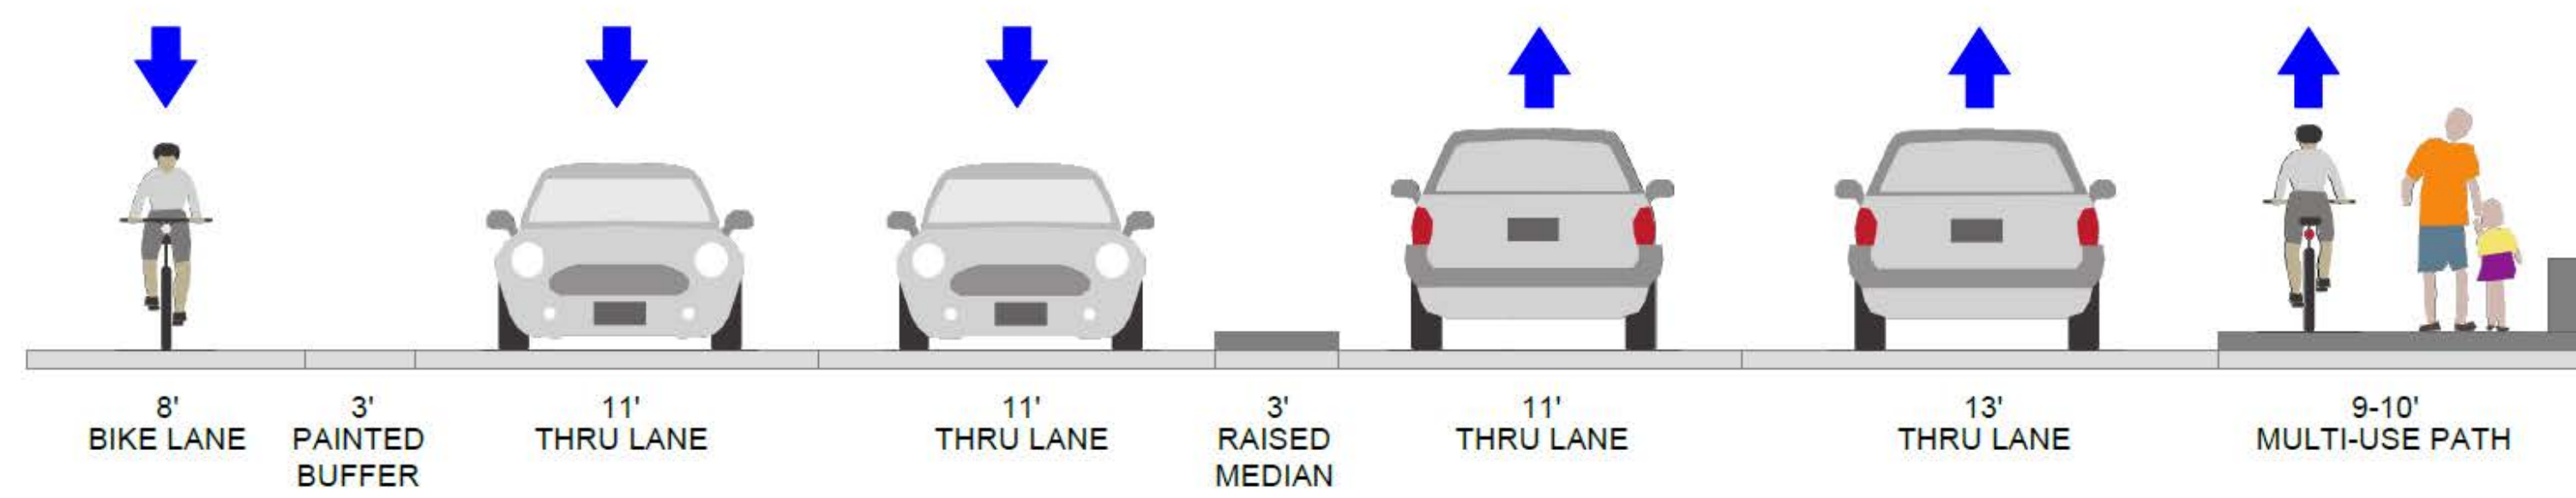 8'
BIKE LANE
3'
PAINTED
BUFFER
11'
THRU LANE
11'
THRU LANE
3'
RAISED
MEDIAN
11'
THRU LANE
13'
THRU LANE
9-10'
MULTI-USE PATH